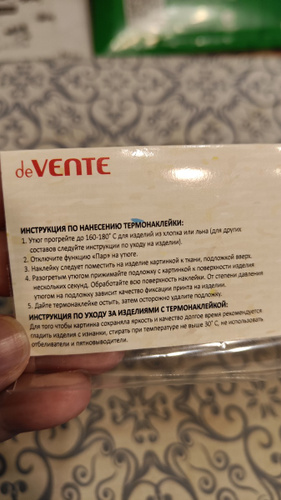 deVENTE
ИНСТРУКЦИЯ ПО НАНЕСЕНИЮ ТЕРМОНАКЛЕЙКИ:
1. Утюг прогрейте до 160-180° С для изделий из хлопка или льна (для других
составов следуйте инструкции по уходу на изделии).
2. Отключите функцию «Пар» на утюге.
3. Наклейку следует поместить на изделие картинкой к ткани, подложкой вверх.
4. Разогретым утюгом прижимайте подложку с картинкой к поверхности изделия
несколько секунд. Обработайте всю поверхность наклейки. От степени давления
утюгом на подложку зависит качество фиксации принта на изделии.
5. Дайте термонаклейке остыть, затем осторожно удалите подложку.
ИНСТРУКЦИЯ ПО УХОДУ ЗА ИЗДЕЛИЯМИ С ТЕРМОНАКЛЕЙКОЙ:
Для того чтобы картинка сохраняла яркость и качество долгое время рекомендуется
гладить изделия с изнанки, стирать при температуре не выше 30° С, не использовать
отбеливатели и пятновыводители.